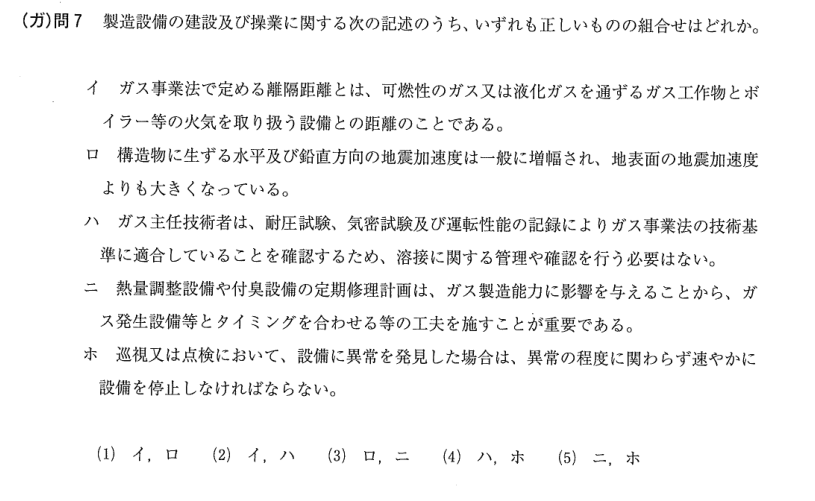 (ガ)問7 製造設備の建設及び操業に関する次の記述のうち、いずれも正しいものの組合せはどれか。
イ ガス事業法で定める離隔距離とは、可燃性のガス又は液化ガスを通ずるガス工作物とボ
イラー等の火気を取り扱う設備との距離のことである。
ロ 構造物に生ずる水平及び鉛直方向の地震加速度は一般に増幅され、地表面の地震加速度
よりも大きくなっている。
ハ ガス主任技術者は、耐圧試験、気密試験及び運転性能の記録によりガス事業法の技術基
準に適合していることを確認するため、溶接に関する管理や確認を行う必要はない。
ニ 熱量調整設備や付臭設備の定期修理計画は、ガス製造能力に影響を与えることから、ガ
ス発生設備等とタイミングを合わせる等の工夫を施すことが重要である。
ホ 巡視又は点検において、設備に異常を発見した場合は、異常の程度に関わらず速やかに
設備を停止しなければならない。
(1) イ, ロ (2) イ, ハ (3) ロ, ニ (4) ハ, ホ (5) ニ, ホ